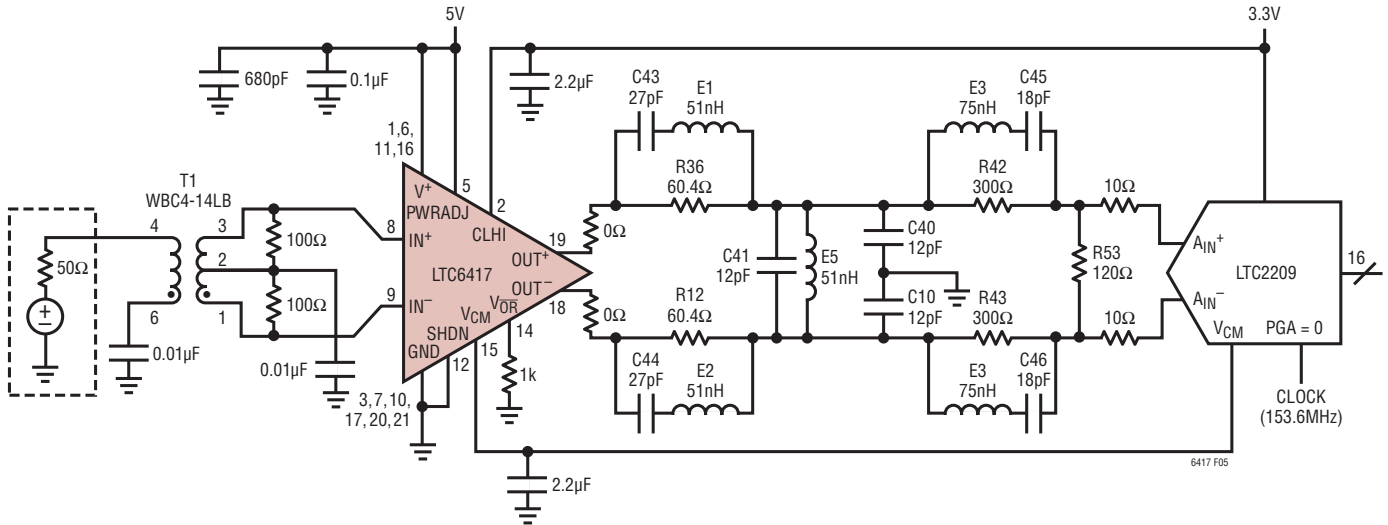 5V
3.3V
680pF
0.1µF
2.2µF
C43
27pF
E1
51nH
E3
75nH
C45
18pF
1,6,
11,16
T1
WBC4-14LB
4
3
2
1
6
50Ω
100Ω
100Ω
0.01µF
0.01µF
V+
PWRADJ
5
2
CLHI
8
IN+
LTC6417
9
IN−
OUT+
19
OUT−
18
VOR
14
VCM
15
SHDN
12
GND
3,7,10,
17,20,21
1k
0Ω
0Ω
R36
60.4Ω
R12
60.4Ω
C44
27pF
E2
51nH
C41
12pF
E5
51nH
C40
12pF
C10
12pF
R42
300Ω
R43
300Ω
E3
75nH
C46
18pF
10Ω
R53
120Ω
10Ω
AIN+
LTC2209
AIN−
VCM
PGA = 0
16
CLOCK
(153.6MHz)
2.2µF
6417 F05